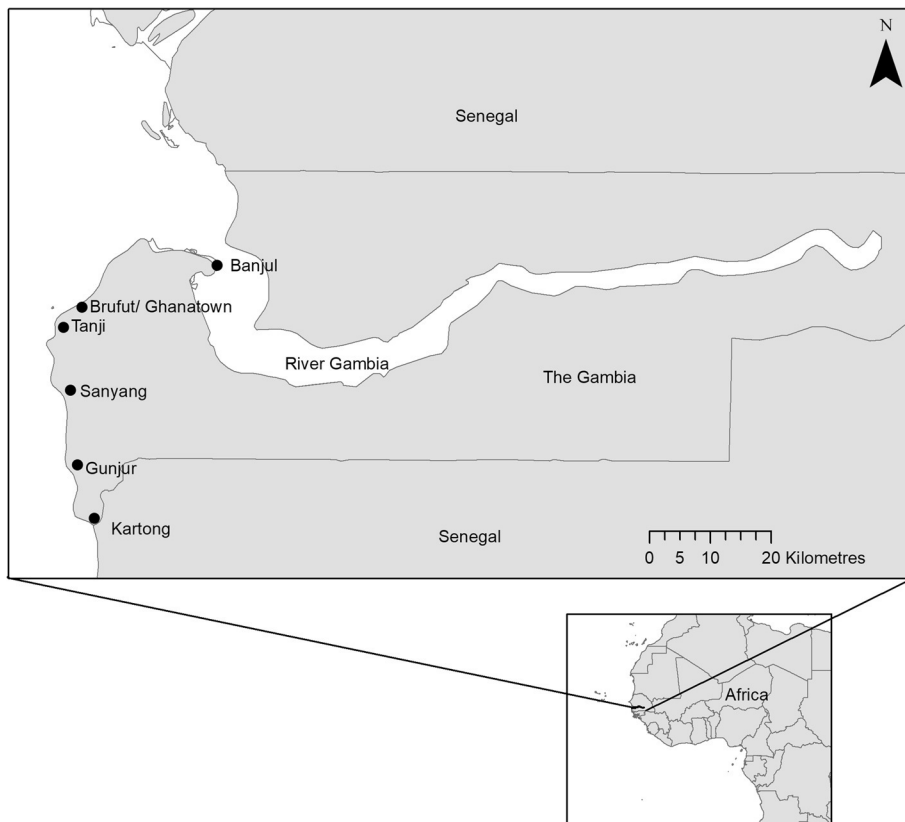 N
Senegal
Banjul
Brufut/ Ghanatown
Tanji
River Gambia
The Gambia
Sanyang
Gunjur
Kartong
Senegal
0 5 10 20 Kilometres
Africa